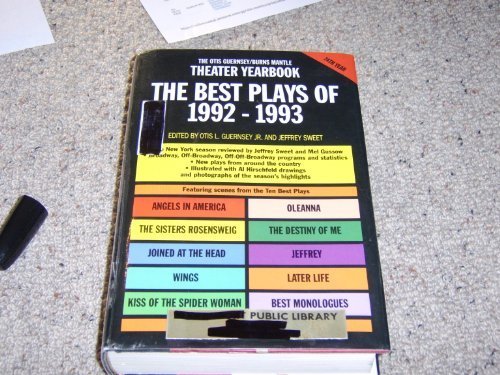 THE OTIS GUERNSEY/BURNS MANTLE
THEATER YEARBOOK
THE BEST PLAYS OF
1992 - 1993
EDITED BY OTIS L. GUERNSEY JR. AND JEFFREY SWEET
New York season reviewed by Jeffrey Sweet and Mel Gussow
Broadway, Off-Broadway, Off-Off-Broadway programs and statistics
• New plays from around the country
• Illustrated with Al Hirschfeld drawings
and photographs of the season's highlights
Featuring scenes from the Ten Best Plays
ANGELS IN AMERICA
OLEANNA
THE SISTERS ROSENSWEIG
THE DESTINY OF ME
JOINED AT THE HEAD
JEFFREY
WINGS
LATER LIFE
KISS OF THE SPIDER WOMAN
BEST MONOLOGUES
PUBLIC LIBRARY